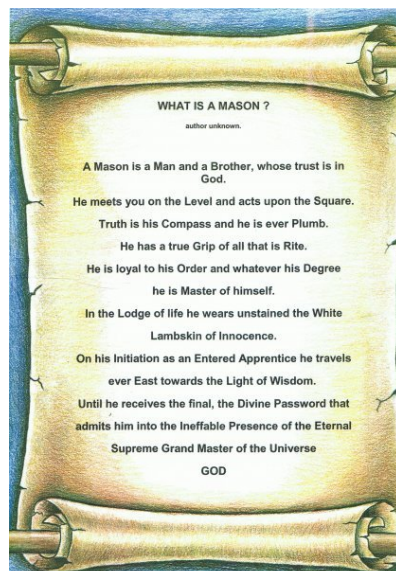 WHAT IS A MASON ?
author unknown.
A Mason is a Man and a Brother, whose trust is in
God.
He meets you on the Level and acts upon the Square.
Truth is his Compass and he is ever Plumb.
He has a true Grip of all that is Rite.
He is loyal to his Order and whatever his Degree
he is Master of himself.
In the Lodge of life he wears unstained the White
Lambskin of Innocence.
On his Initiation as an Entered Apprentice he travels
ever East towards the Light of Wisdom.
Until he receives the final, the Divine Password that
admits him into the Ineffable Presence of the Eternal
Supreme Grand Master of the Universe
GOD